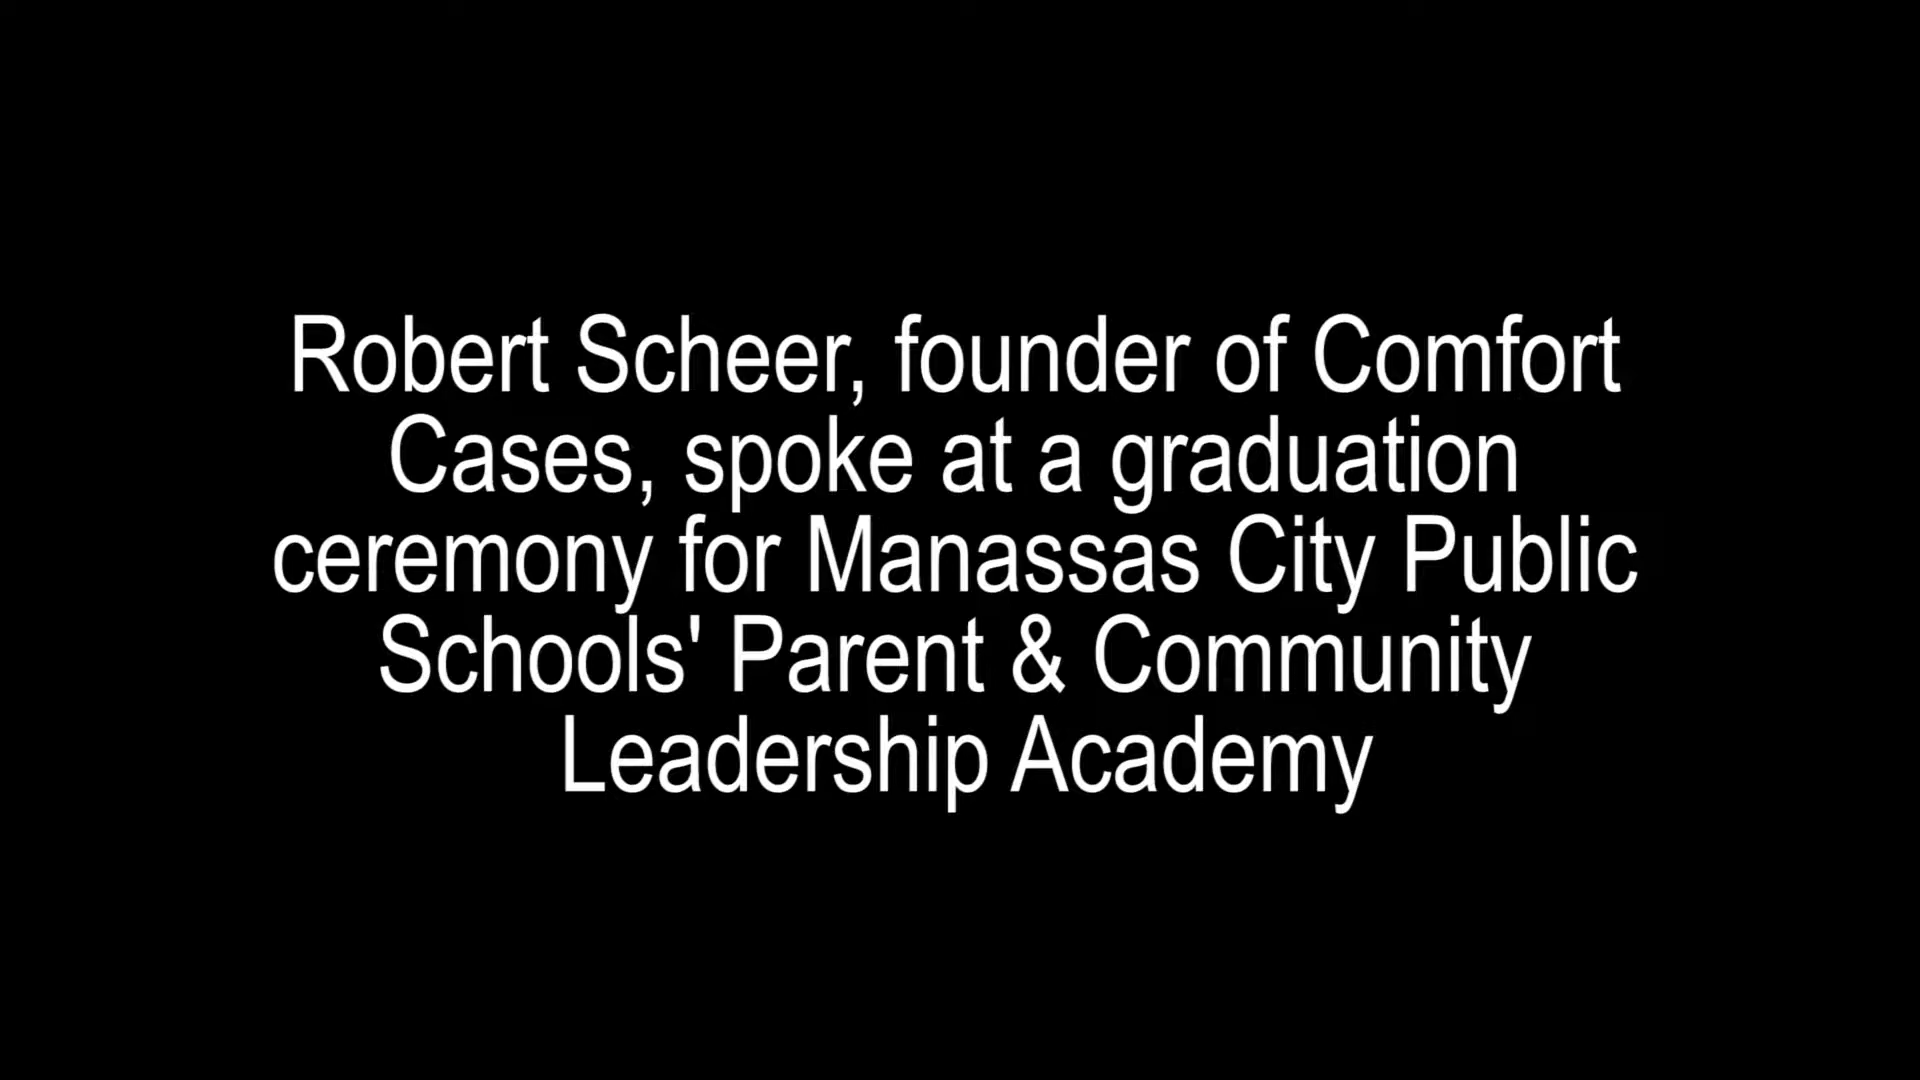 Robert Scheer, founder of Comfort
Cases, spoke at a graduation
ceremony for Manassas City Public
Schools' Parent & Community
Leadership Academy